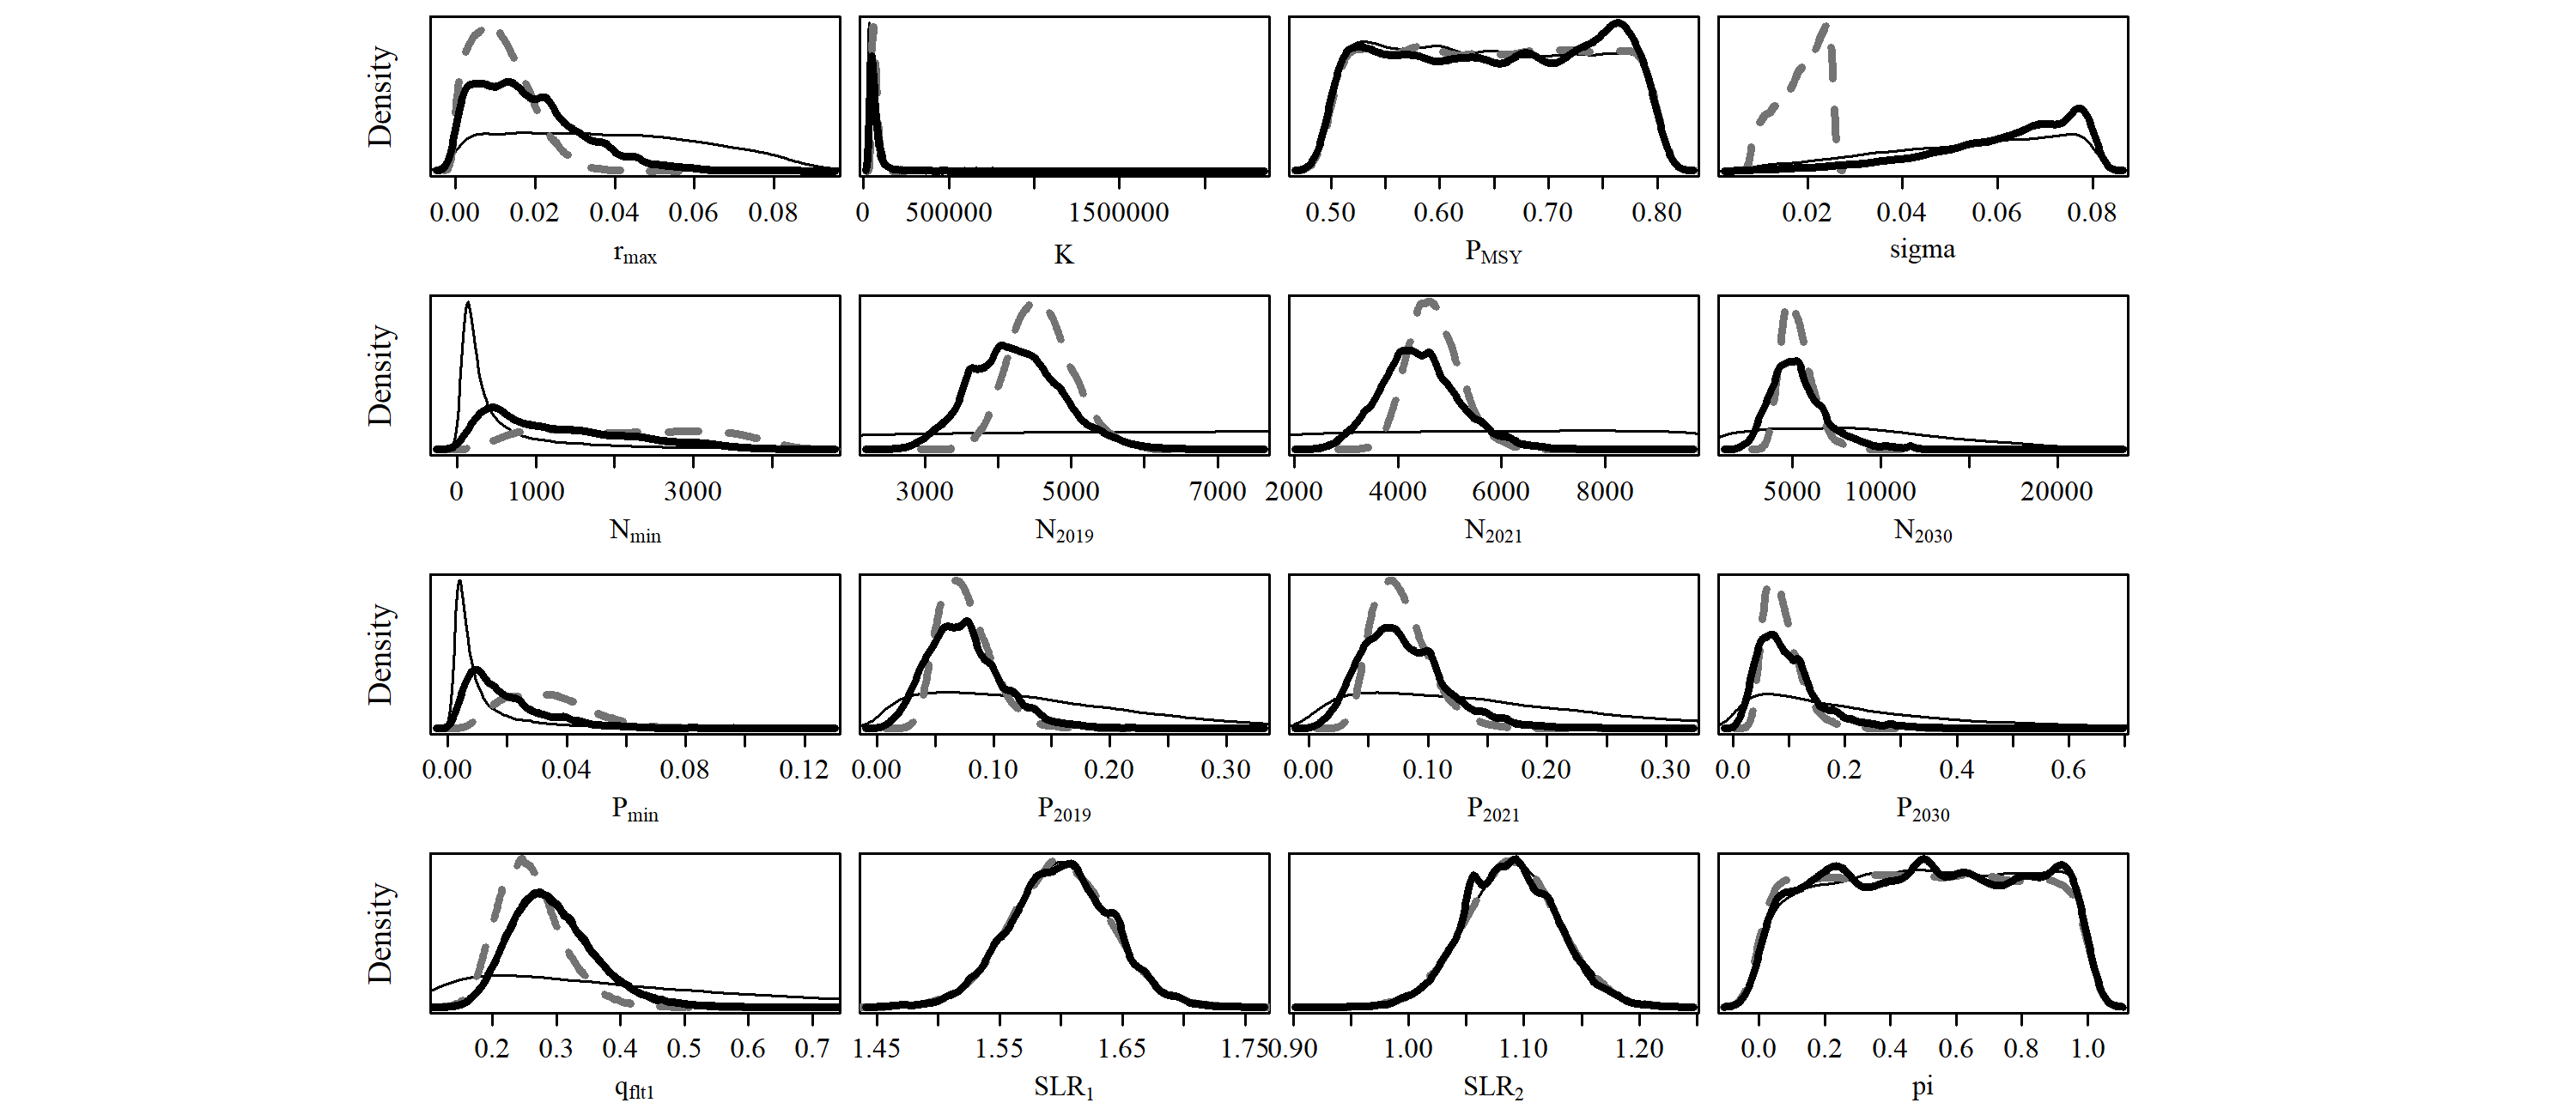 Density
0.00 0.02 0.04 0.06 0.08 0 500000 1500000 0.50 0.60 0.70 0.80 0.02 0.04 0.06 0.08
rmax K PMSY sigma
Density
0 1000 3000 3000 5000 7000 2000 4000 6000 8000 5000 10000 20000
Nmin N2019 N2021 N2030
Density
0.00 0.04 0.08 0.12 0.00 0.10 0.20 0.30 0.00 0.10 0.20 0.30 0.0 0.2 0.4 0.6
Pmin P2019 P2021 P2030
Density
0.2 0.3 0.4 0.5 0.6 0.7 1.45 1.55 1.65 1.75 0.90 1.00 1.10 1.20 0.0 0.2 0.4 0.6 0.8 1.0
qflt1 SLR1 SLR2 pi